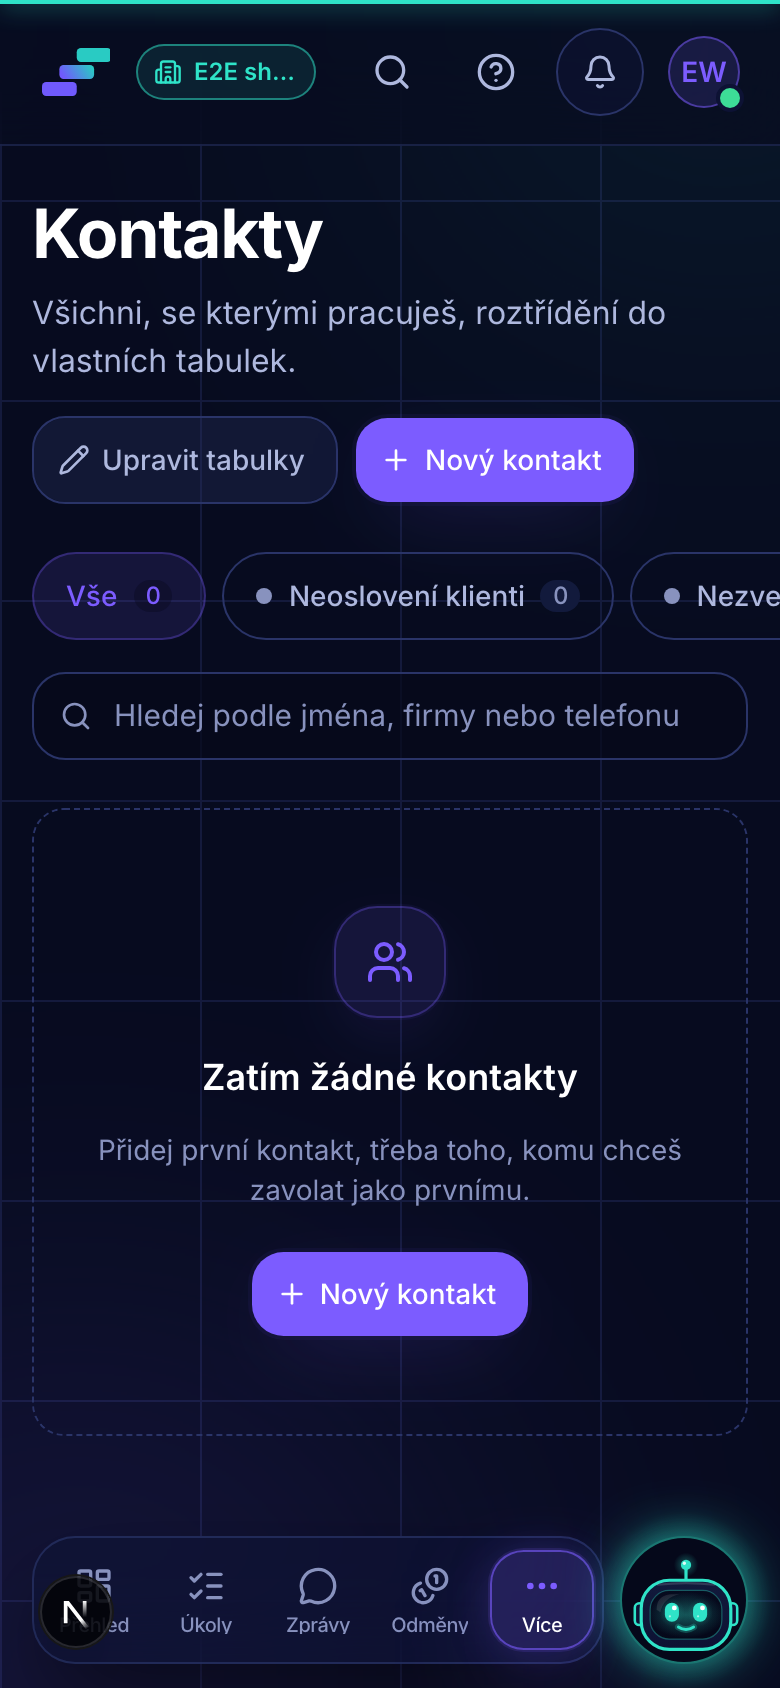 E2E sh...
EW
Kontakty
Všichni, se kterými pracuješ, roztřídění do
vlastních tabulek.
Upravit tabulky
Nový kontakt
Vše 0
Neoslovení klienti 0
Nezve
Hledej podle jména, firmy nebo telefonu
Zatím žádné kontakty
Přidej první kontakt, třeba toho, komu chceš
zavolat jako prvnímu.
Nový kontakt
N
Úkoly
Zprávy
Odměny
Více